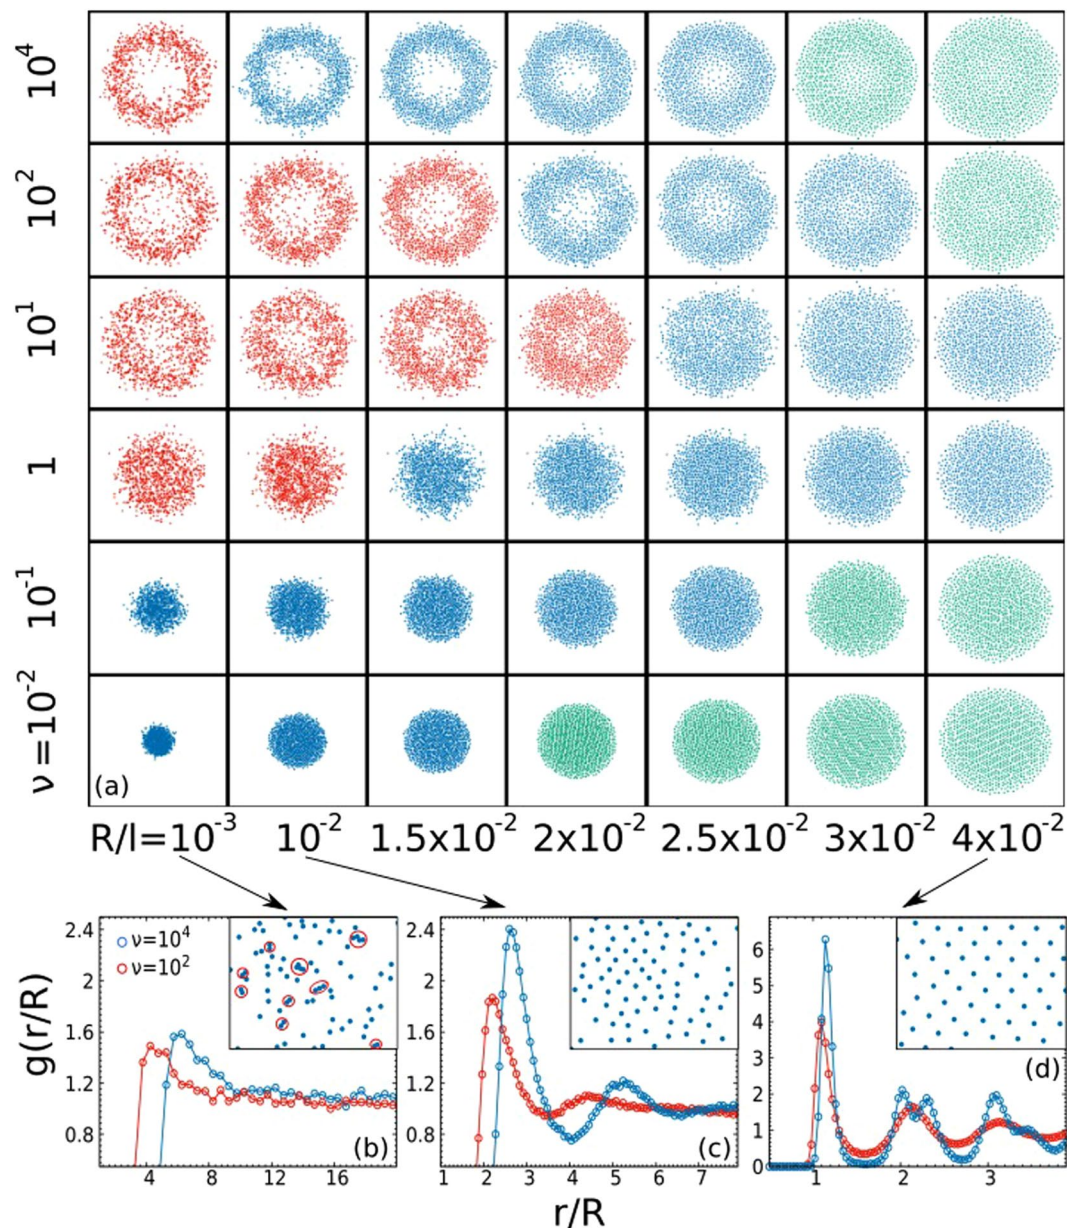 10^4
10^2
10^1
1
10^-1
ν=10^-2
(a)
R/l=10^-3 10^-2 1.5x10^-2 2x10^-2 2.5x10^-2 3x10^-2 4x10^-2
g(r/R)
2.4
2
1.6
1.2
0.8
ν=10^4
ν=10^2
(b)
4 8 12 16
2.4
2
1.6
1.2
0.8
(c)
1 2 3 4 5 6 7
6
5
4
3
2
1
0
(d)
1 2 3
r/R